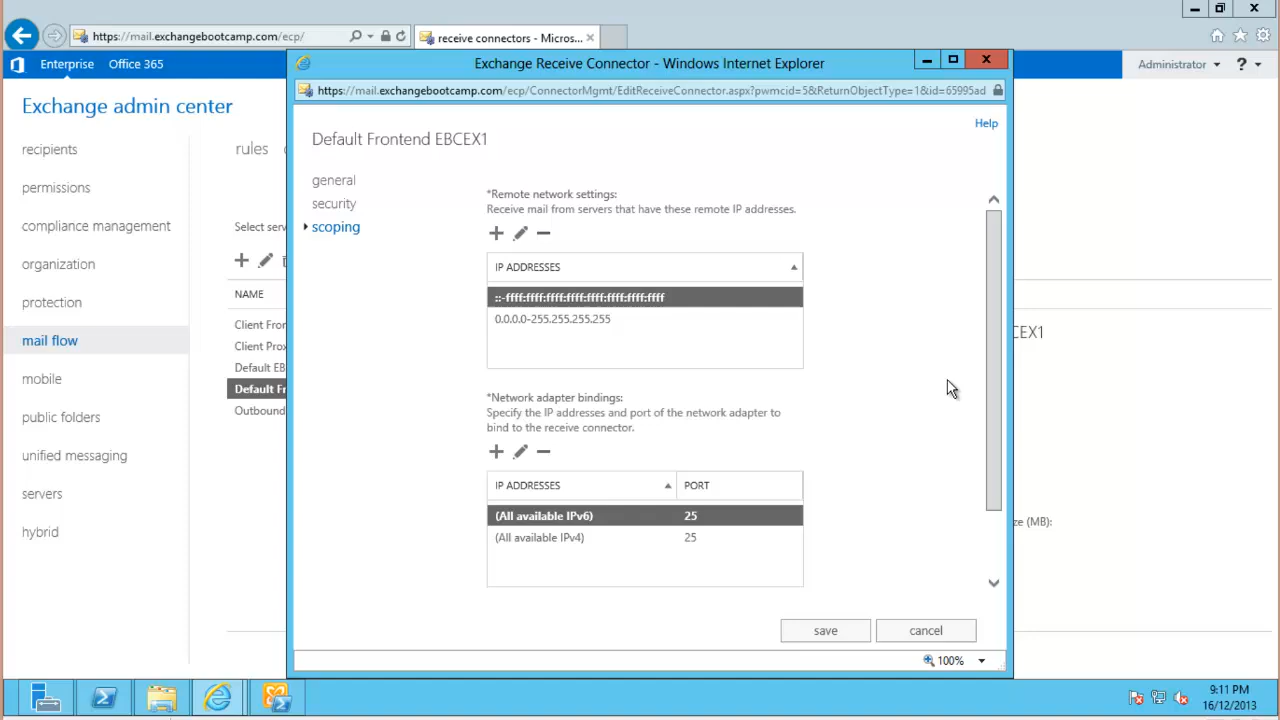 https://mail.exchangebootcamp.com/ecp/
receive connectors - Micros...
Enterprise Office 365
Administrator ?
Exchange admin center
recipients
permissions
compliance management
organization
protection
mail flow
mobile
public folders
unified messaging
servers
hybrid
rules
Select serv
NAME
Client Fron
Client Prox
Default EB
Default Fr
Outbound
CEX1
ze (MB):
Exchange Receive Connector - Windows Internet Explorer
https://mail.exchangebootcamp.com/ecp/ConnectorMgmt/EditReceiveConnector.aspx?pwmcid=5&ReturnObjectType=1&id=65995ad
Help
Default Frontend EBCEX1
general
security
scoping
*Remote network settings:
Receive mail from servers that have these remote IP addresses.
IP ADDRESSES
::-ffff:ffff:ffff:ffff:ffff:ffff:ffff:ffff
0.0.0.0-255.255.255.255
*Network adapter bindings:
Specify the IP addresses and port of the network adapter to
bind to the receive connector.
IP ADDRESSES PORT
(All available IPv6) 25
(All available IPv4) 25
save cancel
100%
9:11 PM
16/12/2013